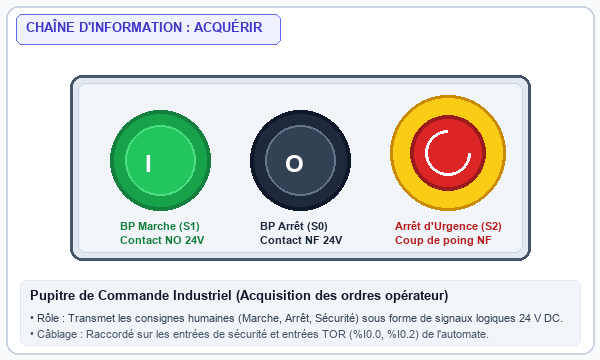 CHAÎNE D'INFORMATION : ACQUÉRIR
I
O
BP Marche (S1)
Contact NO 24V
BP Arrêt (S0)
Contact NF 24V
Arrêt d'Urgence (S2)
Coup de poing NF
Pupitre de Commande Industriel (Acquisition des ordres opérateur)
• Rôle : Transmet les consignes humaines (Marche, Arrêt, Sécurité) sous forme de signaux logiques 24 V DC.
• Câblage : Raccordé sur les entrées de sécurité et entrées TOR (%I0.0, %I0.2) de l'automate.